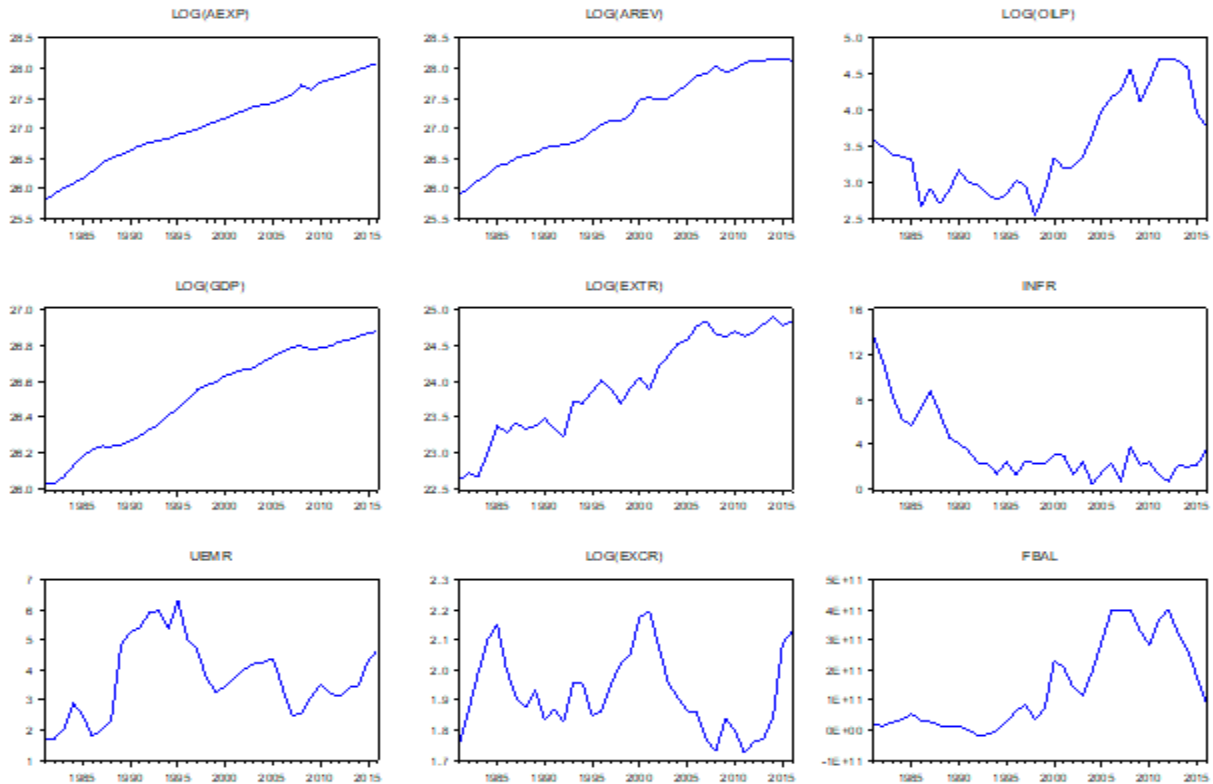 LOG(AEXP) LOG(AREV) LOG(OILP)
28.5 28.5 5.0
28.0 28.0 4.5
27.5 27.5 4.0
27.0 27.0 3.5
26.5 26.5 3.0
26.0 26.0 2.5
25.5 25.5
1985 1990 1995 2000 2005 2010 2015 1985 1990 1995 2000 2005 2010 2015 1985 1990 1995 2000 2005 2010 2015
LOG(GDP) LOG(EXTR) INFR
27.0 25.0 16
26.8 24.5 12
26.6 24.0 8
26.4 23.5 4
26.2 23.0 0
26.0 22.5
1985 1990 1995 2000 2005 2010 2015 1985 1990 1995 2000 2005 2010 2015 1985 1990 1995 2000 2005 2010 2015
UEMR LOG(EXCR) FBAL
7 2.3 5E+11
6 2.2 4E+11
5 2.1 3E+11
4 2.0 2E+11
3 1.9 1E+11
2 1.8 0E+00
1 1.7 -1E+11
1985 1990 1995 2000 2005 2010 2015 1985 1990 1995 2000 2005 2010 2015 1985 1990 1995 2000 2005 2010 2015